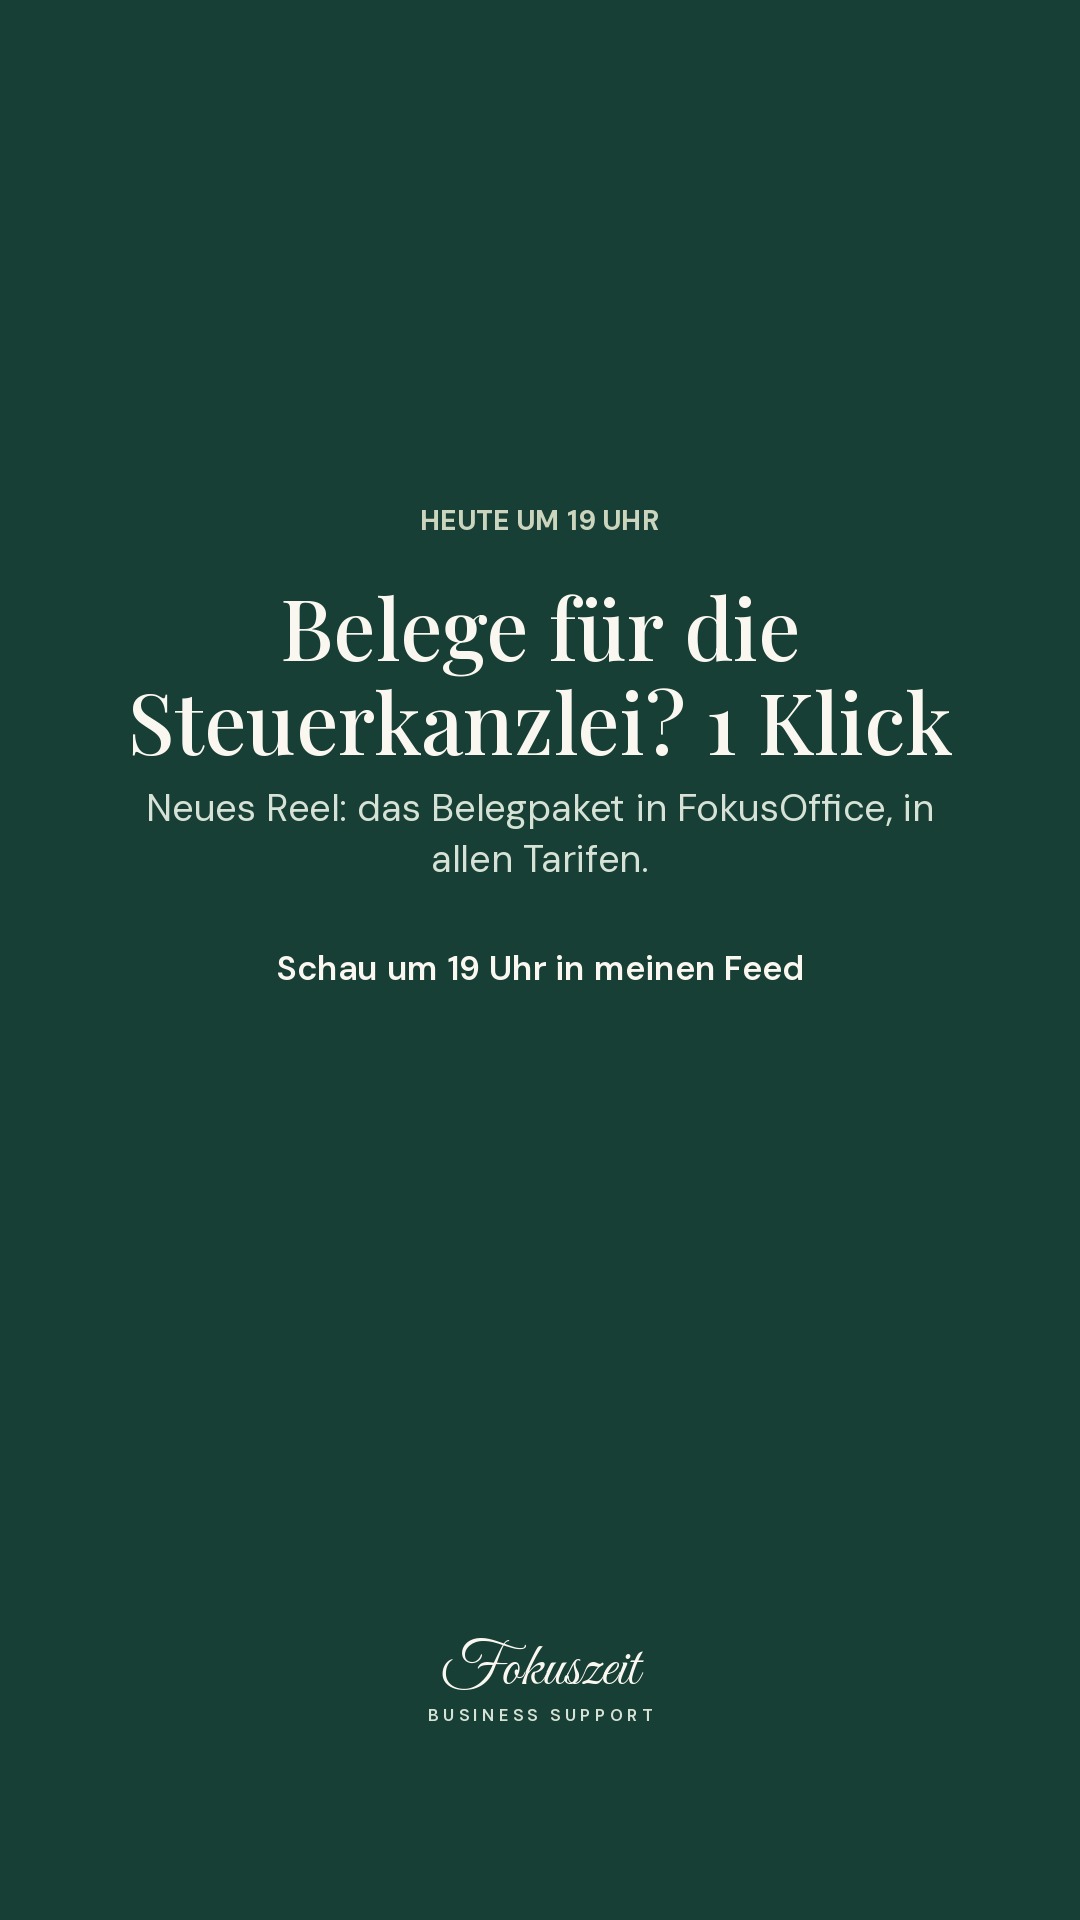 HEUTE UM 19 UHR
Belege für die
Steuerkanzlei? 1 Klick
Neues Reel: das Belegpaket in FokusOffice, in
allen Tarifen.
Schau um 19 Uhr in meinen Feed
Fokuszeit
BUSINESS SUPPORT